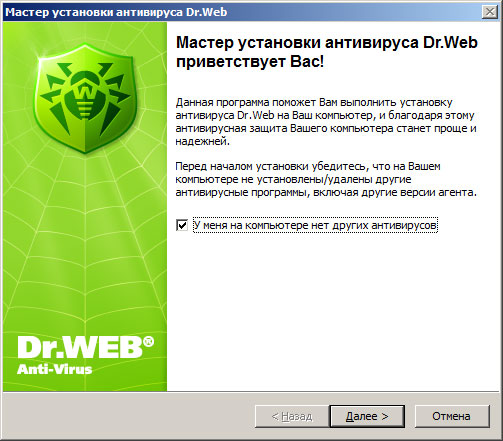 Мастер установки антивируса Dr.Web
Мастер установки антивируса Dr.Web
приветствует Вас!
Данная программа поможет Вам выполнить установку
антивируса Dr.Web на Ваш компьютер, и благодаря этому
антивирусная защита Вашего компьютера станет проще и
надежней.
Перед началом установки убедитесь, что на Вашем
компьютере не установлены/удалены другие
антивирусные программы, включая другие версии агента.
У меня на компьютере нет других антивирусов
Dr.WEB®
Anti-Virus
< Назад
Далее >
Отмена